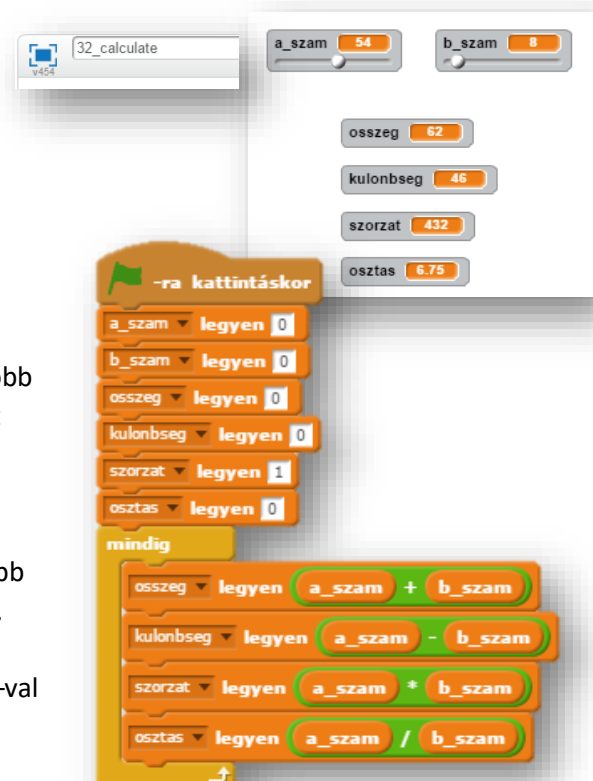 32_calculate
v454
a_szam 54
b_szam 8
osszeg 62
kulonbseg 46
szorzat 432
osztas 6.75
-ra kattintáskor
a_szam legyen 0
b_szam legyen 0
osszeg legyen 0
kulonbseg legyen 0
szorzat legyen 1
osztas legyen 0
mindig
osszeg legyen a_szam + b_szam
kulonbseg legyen a_szam - b_szam
szorzat legyen a_szam * b_szam
osztas legyen a_szam / b_szam
-val